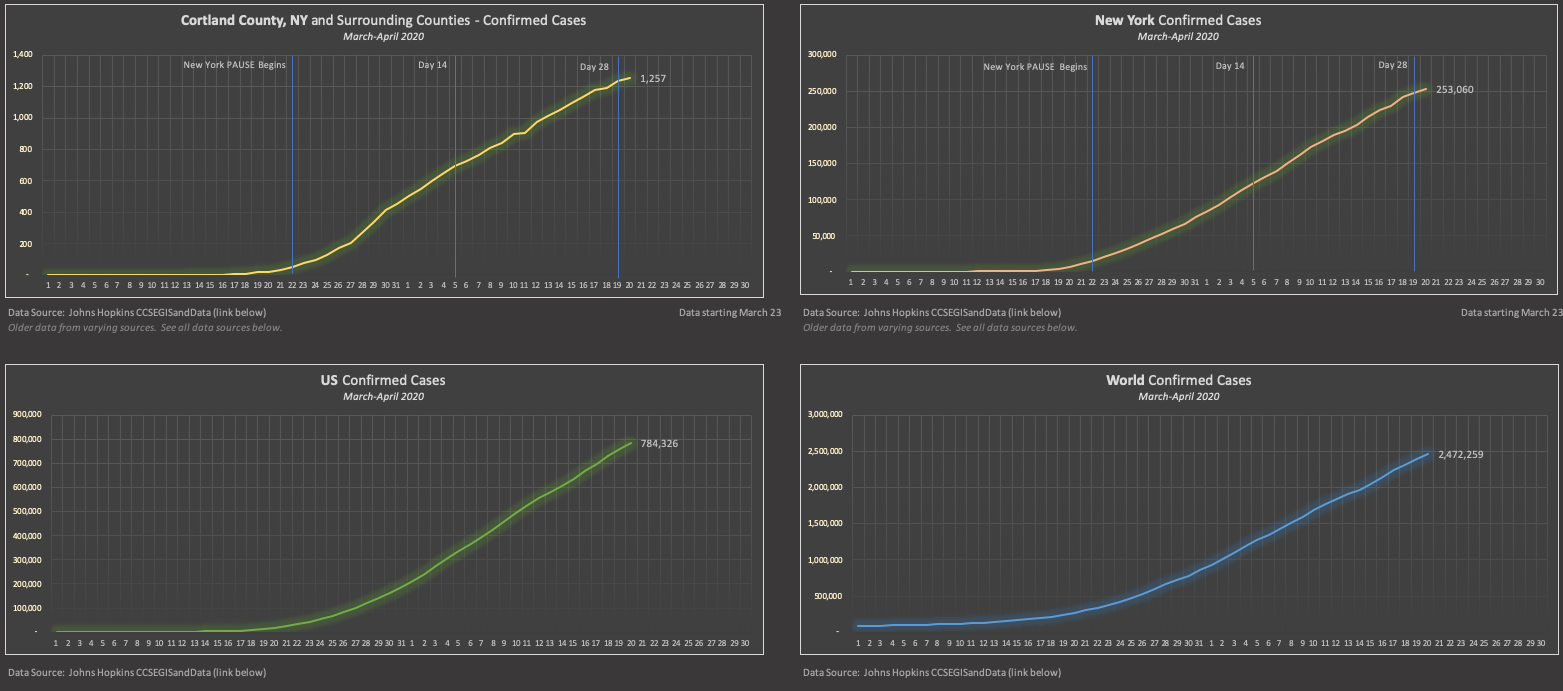 Cortland County, NY and Surrounding Counties - Confirmed Cases
March-April 2020
1,400
1,200
1,000
800
600
400
200
-
New York PAUSE Begins
Day 14
Day 28
1,257
1 2 3 4 5 6 7 8 9 10 11 12 13 14 15 16 17 18 19 20 21 22 23 24 25 26 27 28 29 30 31 1 2 3 4 5 6 7 8 9 10 11 12 13 14 15 16 17 18 19 20 21 22 23 24 25 26 27 28 29 30
Data Source: Johns Hopkins CCSEGISandData (link below)
Data starting March 23
Older data from varying sources. See all data sources below.
New York Confirmed Cases
March-April 2020
300,000
250,000
200,000
150,000
100,000
50,000
-
New York PAUSE Begins
Day 14
Day 28
253,060
1 2 3 4 5 6 7 8 9 10 11 12 13 14 15 16 17 18 19 20 21 22 23 24 25 26 27 28 29 30 31 1 2 3 4 5 6 7 8 9 10 11 12 13 14 15 16 17 18 19 20 21 22 23 24 25 26 27 28 29 30
Data Source: Johns Hopkins CCSEGISandData (link below)
Data starting March 23
Older data from varying sources. See all data sources below.
US Confirmed Cases
March-April 2020
900,000
800,000
700,000
600,000
500,000
400,000
300,000
200,000
100,000
-
784,326
1 2 3 4 5 6 7 8 9 10 11 12 13 14 15 16 17 18 19 20 21 22 23 24 25 26 27 28 29 30 31 1 2 3 4 5 6 7 8 9 10 11 12 13 14 15 16 17 18 19 20 21 22 23 24 25 26 27 28 29 30
Data Source: Johns Hopkins CCSEGISandData (link below)
World Confirmed Cases
March-April 2020
3,000,000
2,500,000
2,000,000
1,500,000
1,000,000
500,000
-
2,472,259
1 2 3 4 5 6 7 8 9 10 11 12 13 14 15 16 17 18 19 20 21 22 23 24 25 26 27 28 29 30 31 1 2 3 4 5 6 7 8 9 10 11 12 13 14 15 16 17 18 19 20 21 22 23 24 25 26 27 28 29 30
Data Source: Johns Hopkins CCSEGISandData (link below)